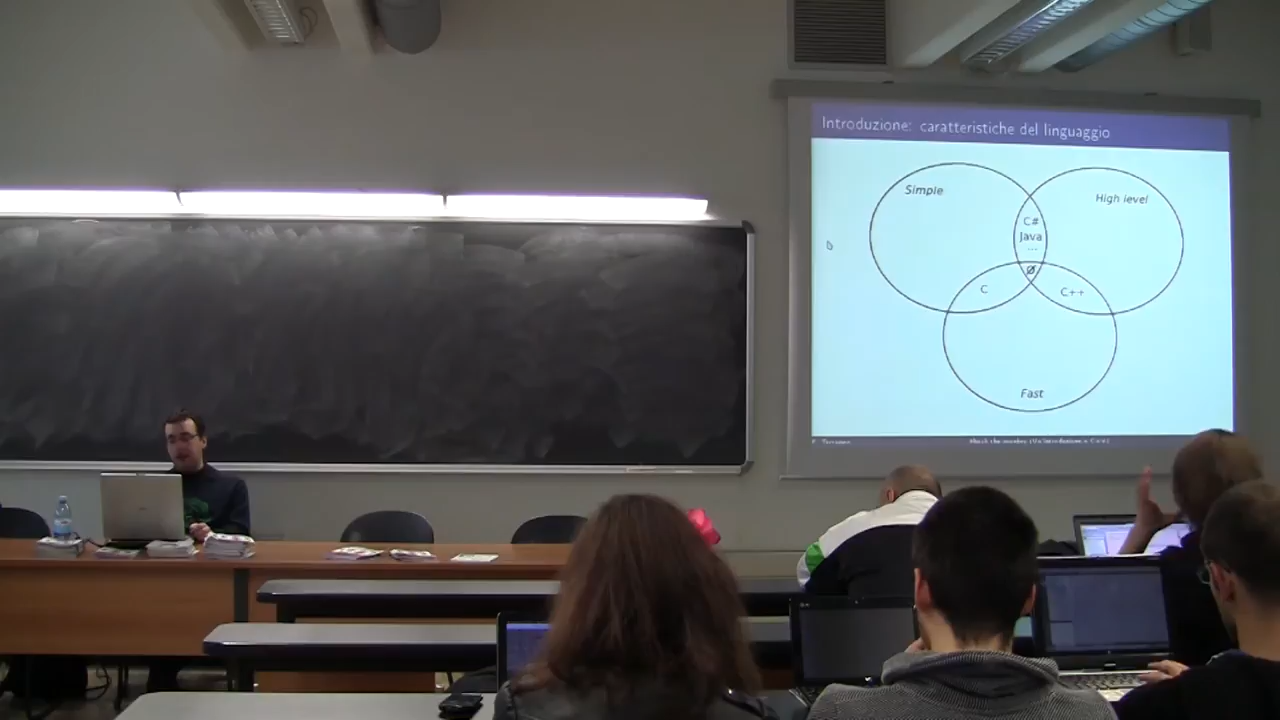 Introduzione: caratteristiche del linguaggio
Simple
High level
C#
Java
...
Ø
C
C++
Fast